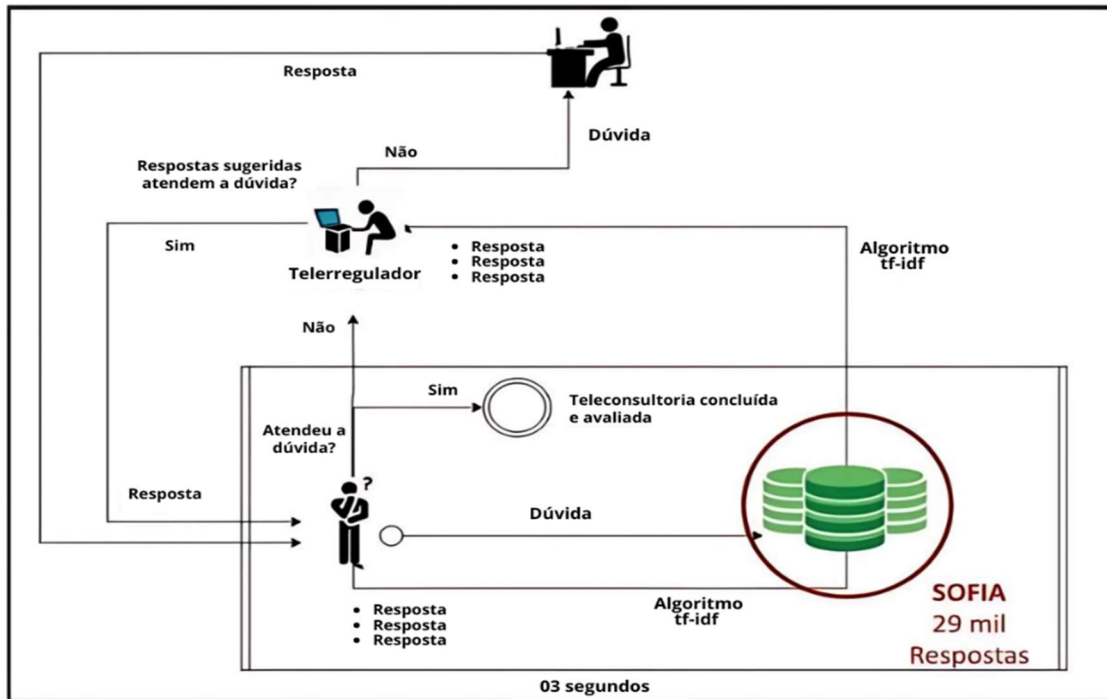 Resposta
Dúvida
Não
Respostas sugeridas
atendem a dúvida?
Sim
Telerregulador
• Resposta
• Resposta
• Resposta
Algoritmo
tf-idf
Não
Sim
Teleconsultoria concluída
e avaliada
Atendeu a
dúvida?
?
Resposta
Dúvida
• Resposta
• Resposta
• Resposta
Algoritmo
tf-idf
SOFIA
29 mil
Respostas
03 segundos